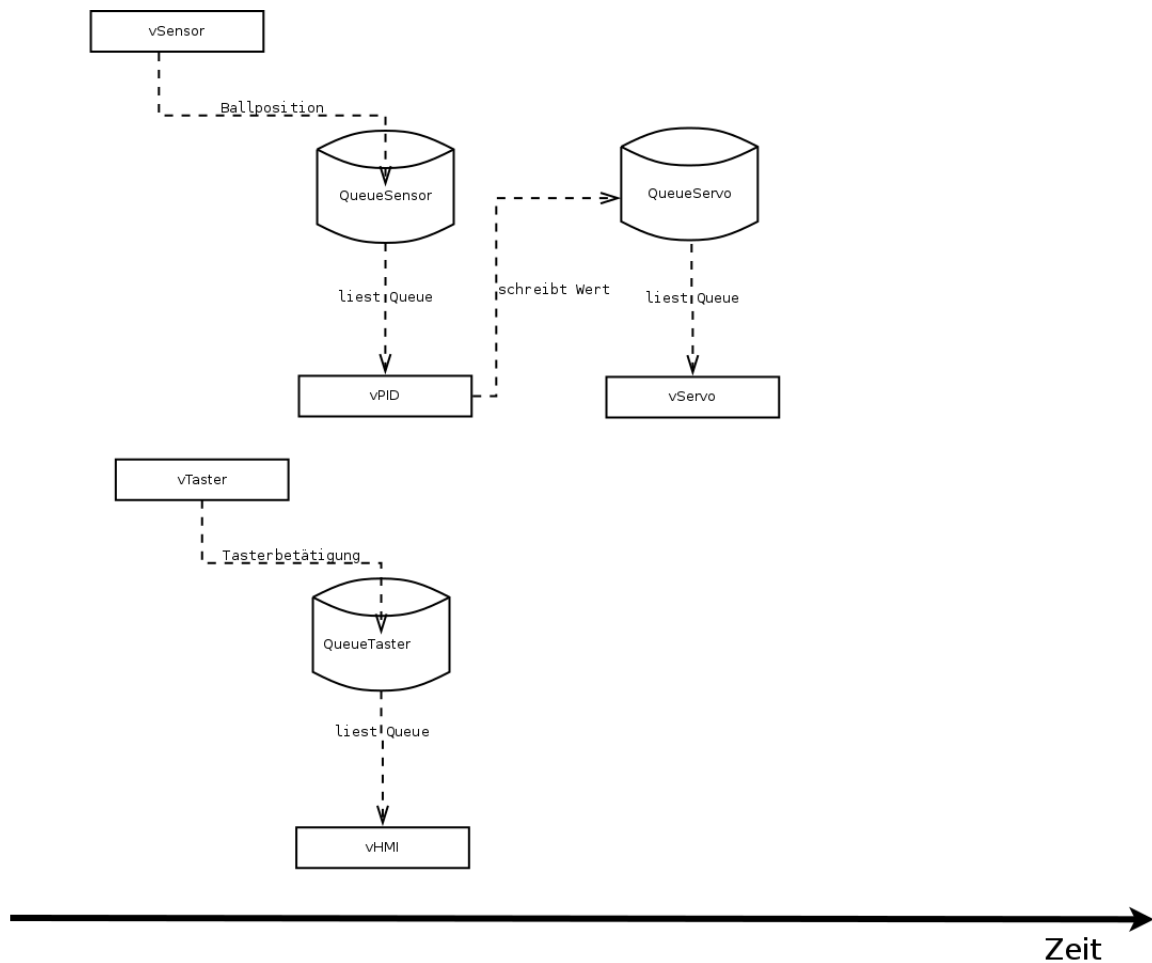 vSensor
Ballposition
QueueSensor
QueueServo
liest Queue
schreibt Wert
liest Queue
vPID
vServo
vTaster
Tasterbetätigung
QueueTaster
liest Queue
vHMI
Zeit